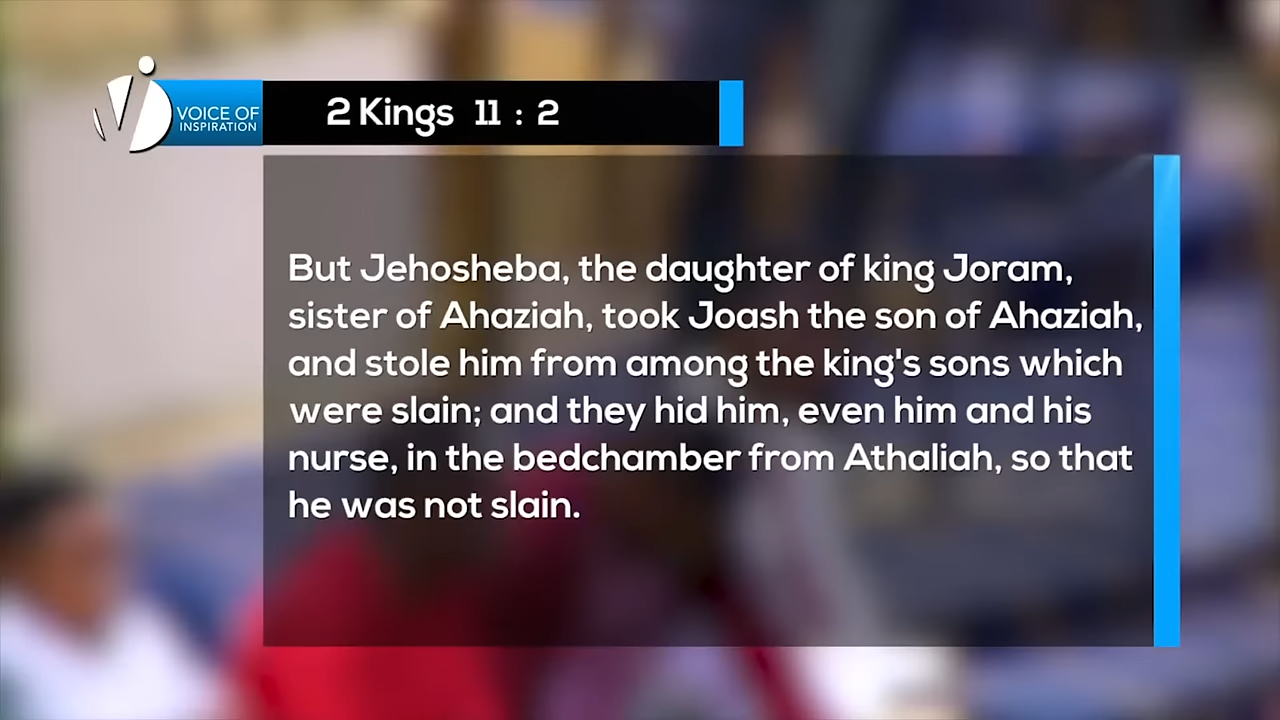 VOICE OF
INSPIRATION
2 Kings 11 : 2
But Jehosheba, the daughter of king Joram,
sister of Ahaziah, took Joash the son of Ahaziah,
and stole him from among the king's sons which
were slain; and they hid him, even him and his
nurse, in the bedchamber from Athaliah, so that
he was not slain.